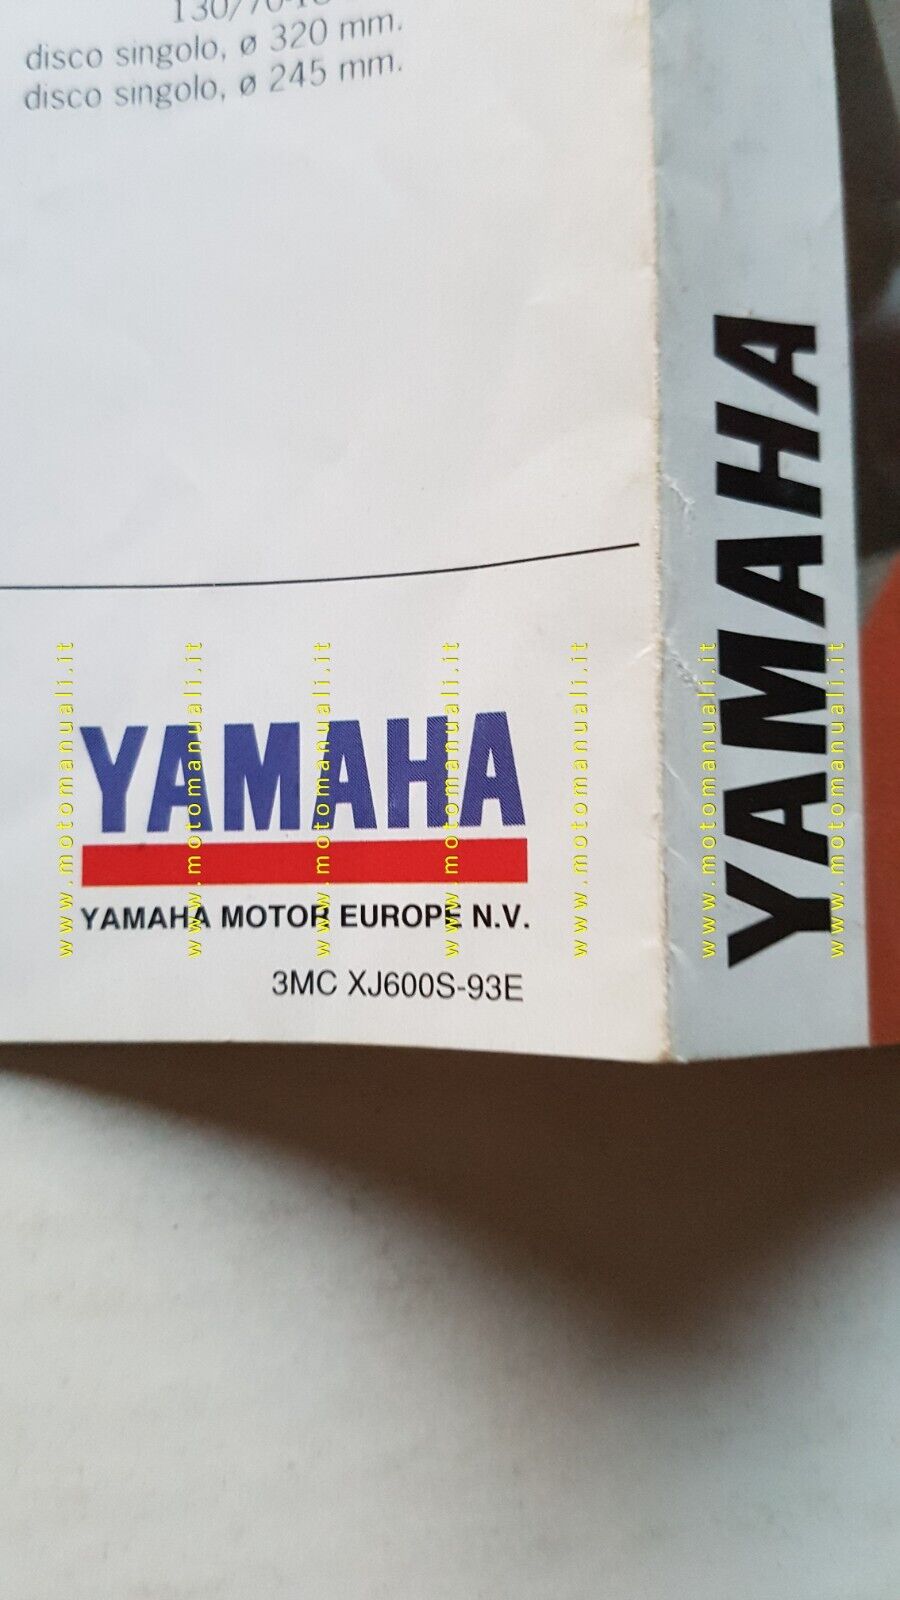 disco singolo, ø 320 mm.
disco singolo, ø 245 mm.
YAMAHA
YAMAHA MOTOR EUROPE N.V.
3MC XJ600S-93E
YAMAHA
www.motomanuali.it
www.motomanuali.it
www.motomanuali.it
www.motomanuali.it
www.motomanuali.it
www.motomanuali.it
www.motomanuali.it